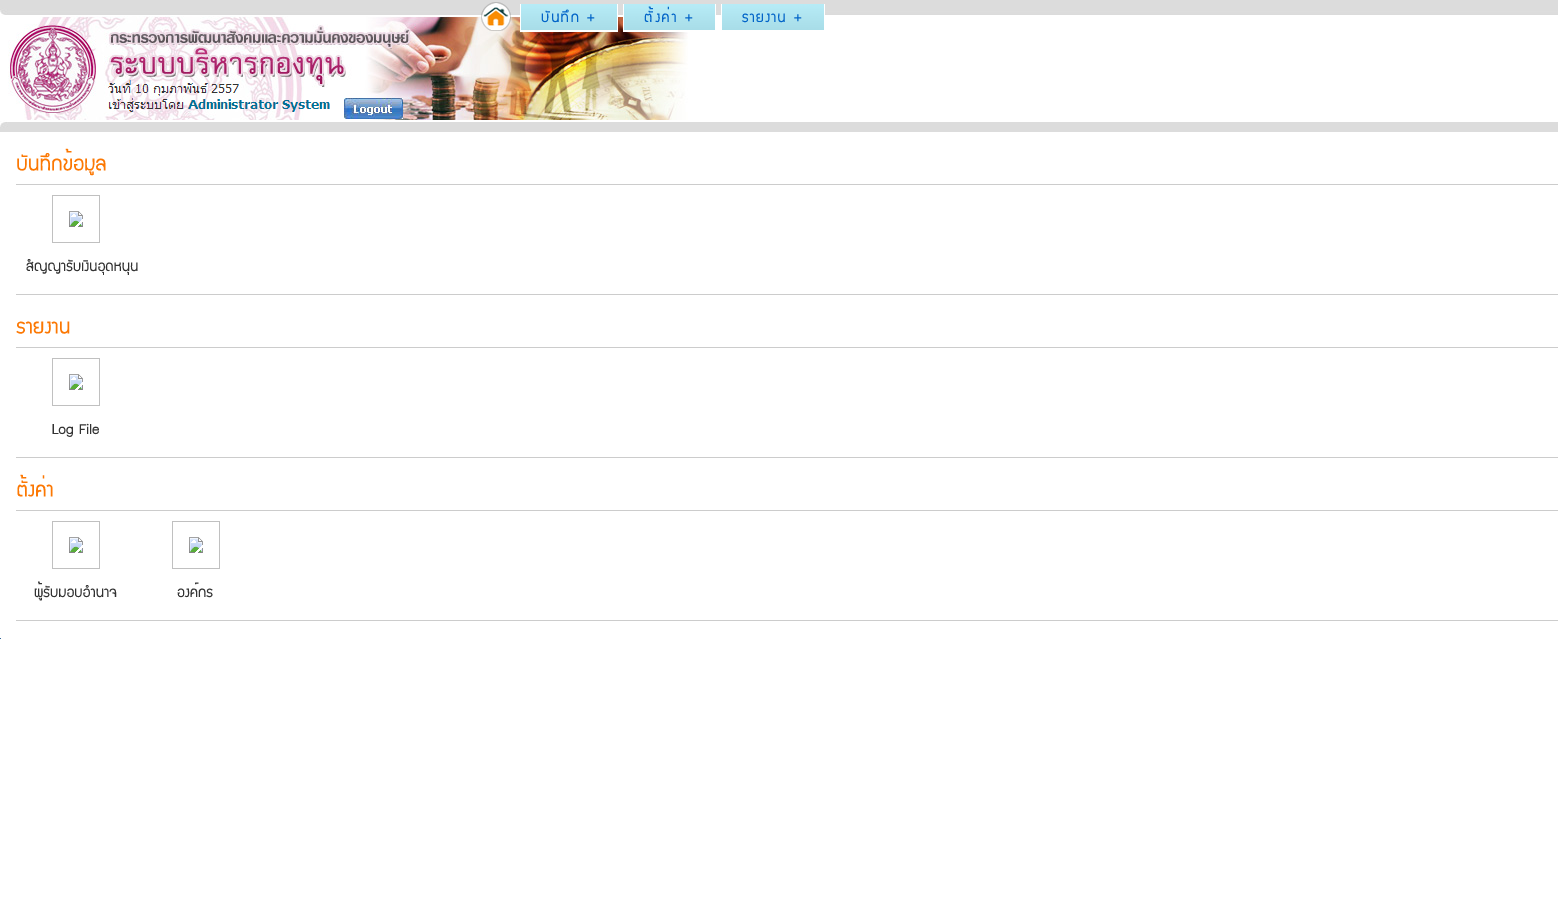 บันทึก +
ตั้งค่า +
รายงาน +
กระทรวงการพัฒนาสังคมและความมั่นคงของมนุษย์
ระบบบริหารกองทุน
วันที่ 10 กุมภาพันธ์ 2557
เข้าสู่ระบบโดย Administrator System
Logout
บันทึกข้อมูล
สัญญารับเงินอุดหนุน
รายงาน
Log File
ตั้งค่า
ผู้รับมอบอำนาจ
องค์กร